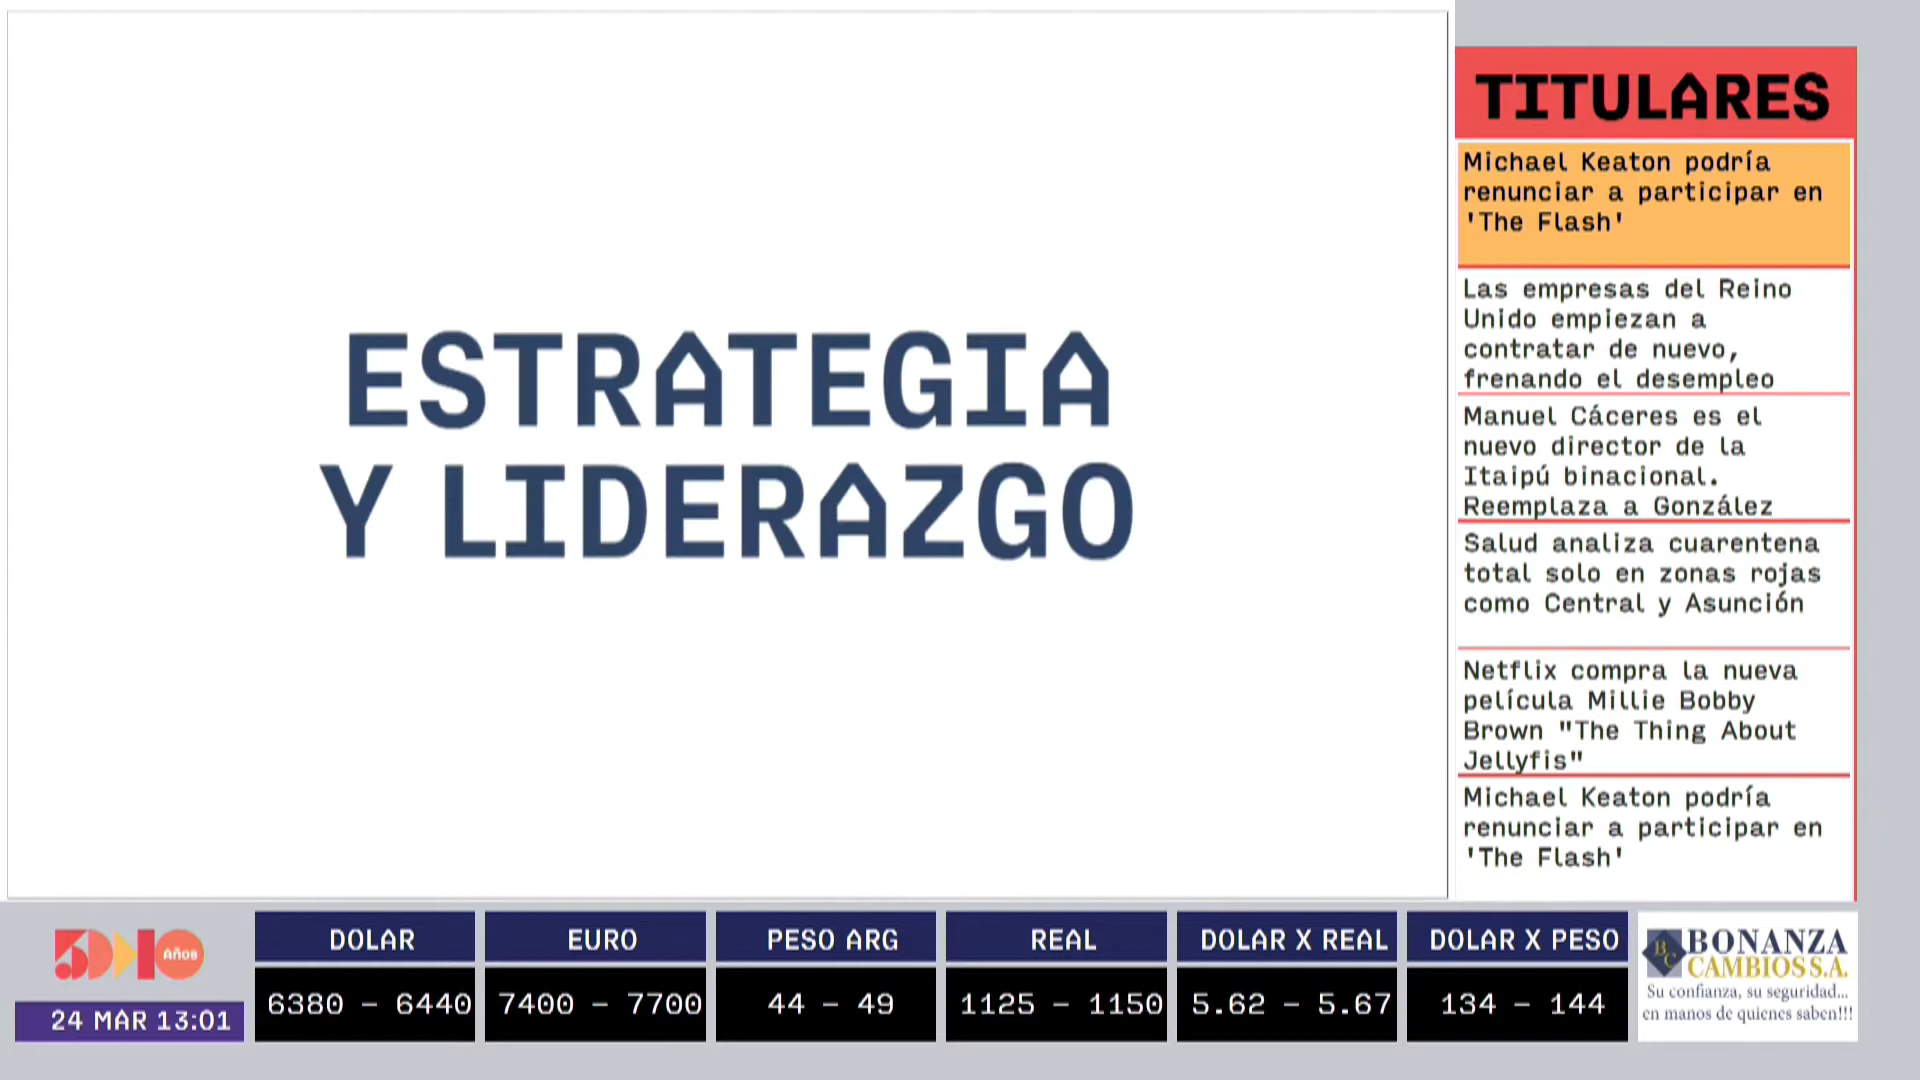 ESTRATEGIA
Y LIDERAZGO
TITULARES
Michael Keaton podría
renunciar a participar en
'The Flash'
Las empresas del Reino
Unido empiezan a
contratar de nuevo,
frenando el desempleo
Manuel Cáceres es el
nuevo director de la
Itaipú binacional.
Reemplaza a González
Salud analiza cuarentena
total solo en zonas rojas
como Central y Asunción
Netflix compra la nueva
película Millie Bobby
Brown "The Thing About
Jellyfis"
Michael Keaton podría
renunciar a participar en
'The Flash'
Años
24 MAR 13:01
DOLAR
6380 - 6440
EURO
7400 - 7700
PESO ARG
44 - 49
REAL
1125 - 1150
DOLAR X REAL
5.62 - 5.67
DOLAR X PESO
134 - 144
BC
BONANZA
CAMBIOS S.A.
Su confianza, su seguridad...
en manos de quienes saben!!!